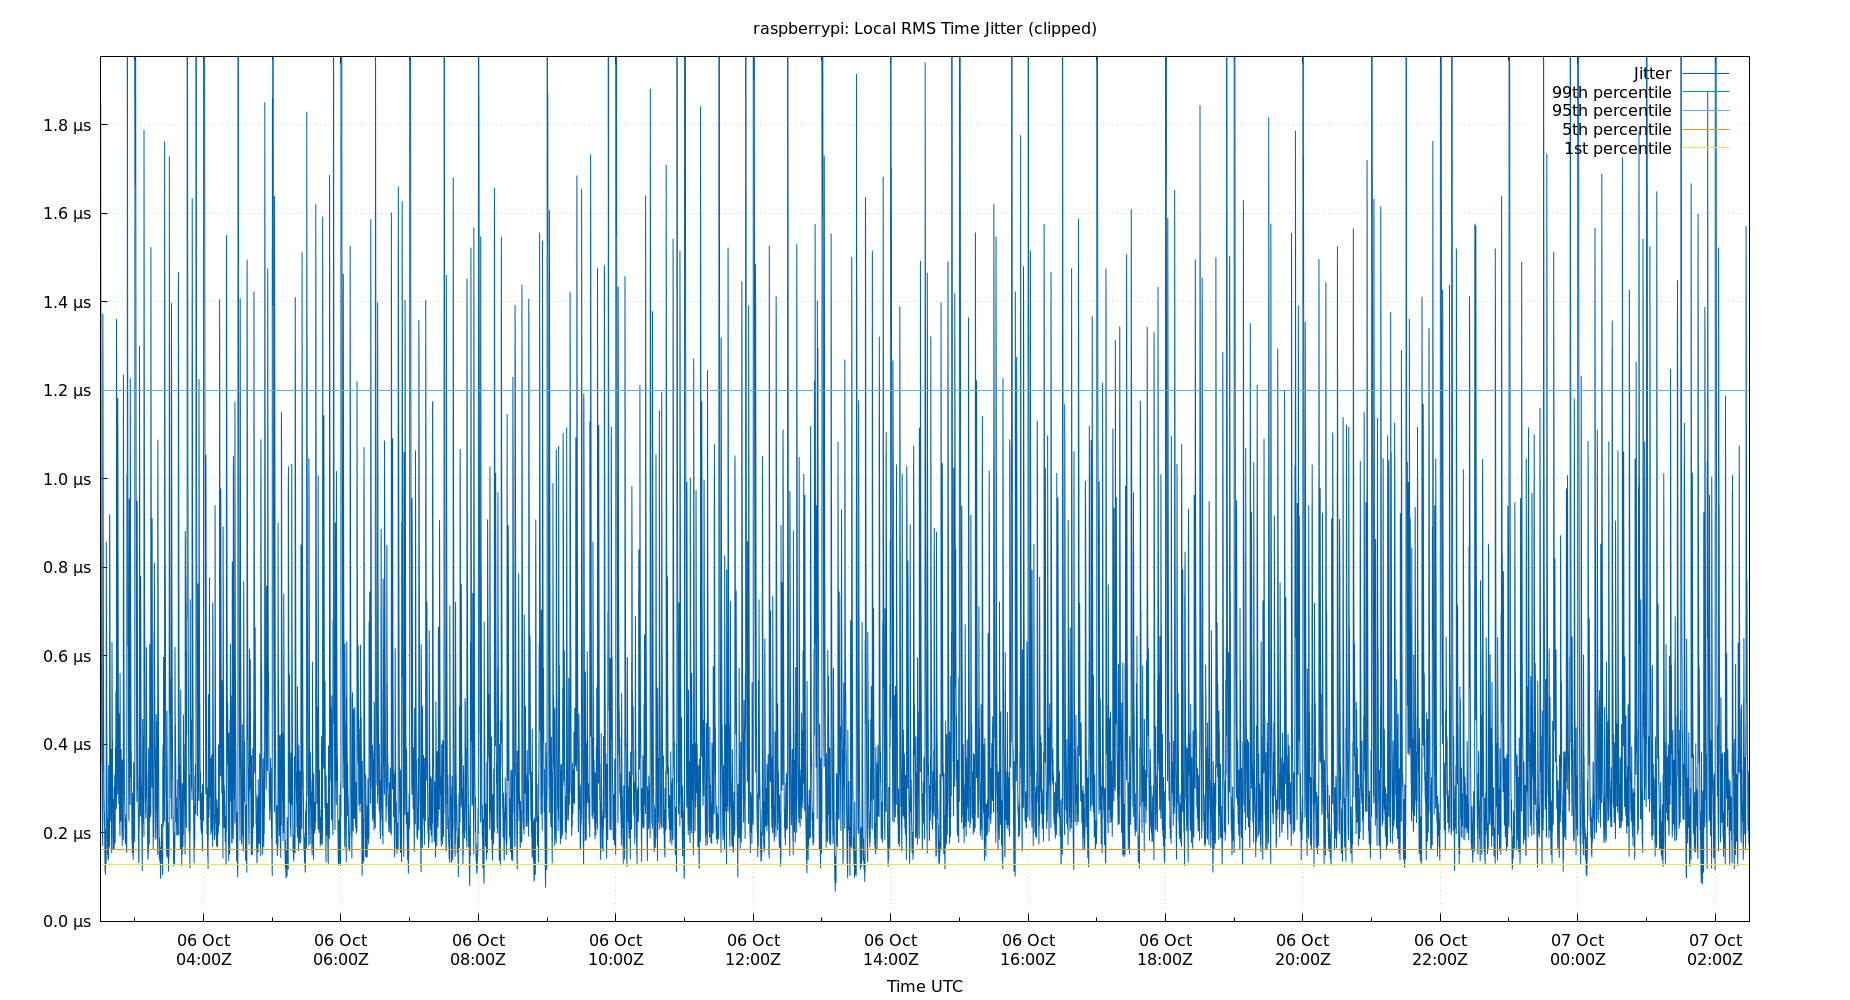 raspberrypi: Local RMS Time Jitter (clipped)
Jitter
99th percentile
95th percentile
5th percentile
1st percentile
1.8 µs
1.6 µs
1.4 µs
1.2 µs
1.0 µs
0.8 µs
0.6 µs
0.4 µs
0.2 µs
0.0 µs
06 Oct 06 Oct 06 Oct 06 Oct 06 Oct 06 Oct 06 Oct 06 Oct 06 Oct 06 Oct 07 Oct 07 Oct
04:00Z 06:00Z 08:00Z 10:00Z 12:00Z 14:00Z 16:00Z 18:00Z 20:00Z 22:00Z 00:00Z 02:00Z
Time UTC